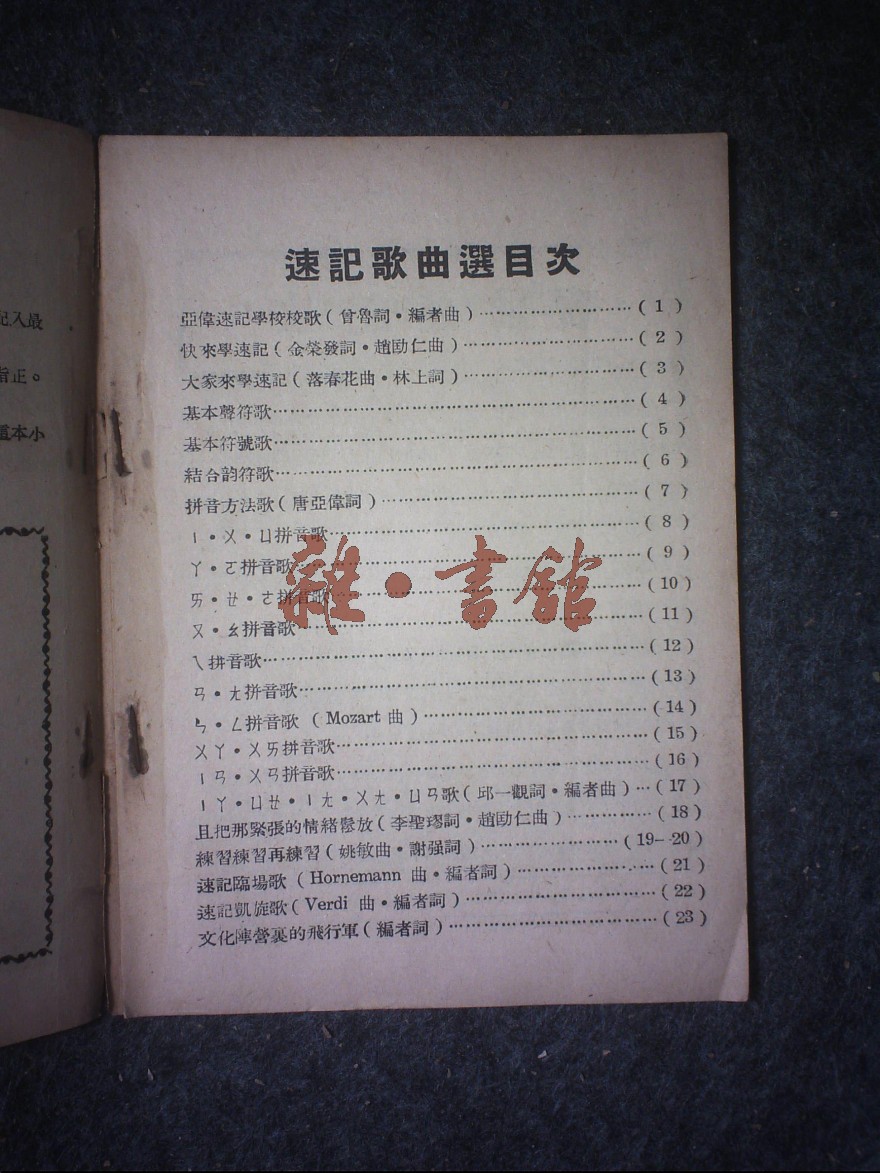 記入最
指正。
這本小
速記歌曲選目次
亞偉速記學校校歌(曾魯詞·編者曲)……………………(1)
快來學速記(金榮發詞·趙勛仁曲)……………………(2)
大家來學速記(落春花曲·林上詞)……………………(3)
基本聲符歌……………………(4)
基本符號歌……………………(5)
結合韵符歌……………………(6)
拼音方法歌(唐亞偉詞)……………………(7)
ㄧ·ㄨ·ㄩ拼音歌……………………(8)
ㄚ·ㄛ拼音歌……………………(9)
ㄞ·ㄝ·ㄜ拼音歌……………………(10)
ㄡ·ㄠ拼音歌……………………(11)
ㄟ拼音歌……………………(12)
ㄢ·ㄤ拼音歌……………………(13)
ㄣ·ㄥ拼音歌(Mozart 曲)……………………(14)
ㄨㄚ·ㄨㄞ拼音歌……………………(15)
ㄧㄢ·ㄨㄢ拼音歌……………………(16)
ㄧㄚ·ㄩㄝ·ㄧㄤ·ㄨㄤ·ㄩㄢ歌(邱一觀詞·編者曲)…(17)
且把那緊張的情緒鬆放(李聖璆詞·趙勛仁曲)……………(18)
練習練習再練習(姚敏曲·謝强詞)……………………(19—20)
速記臨場歌(Hornemann 曲·編者詞)……………………(21)
速記凱旋歌(Verdi 曲·編者詞)……………………(22)
文化陣營裏的飛行軍(編者詞)……………………(23)
雜·書館